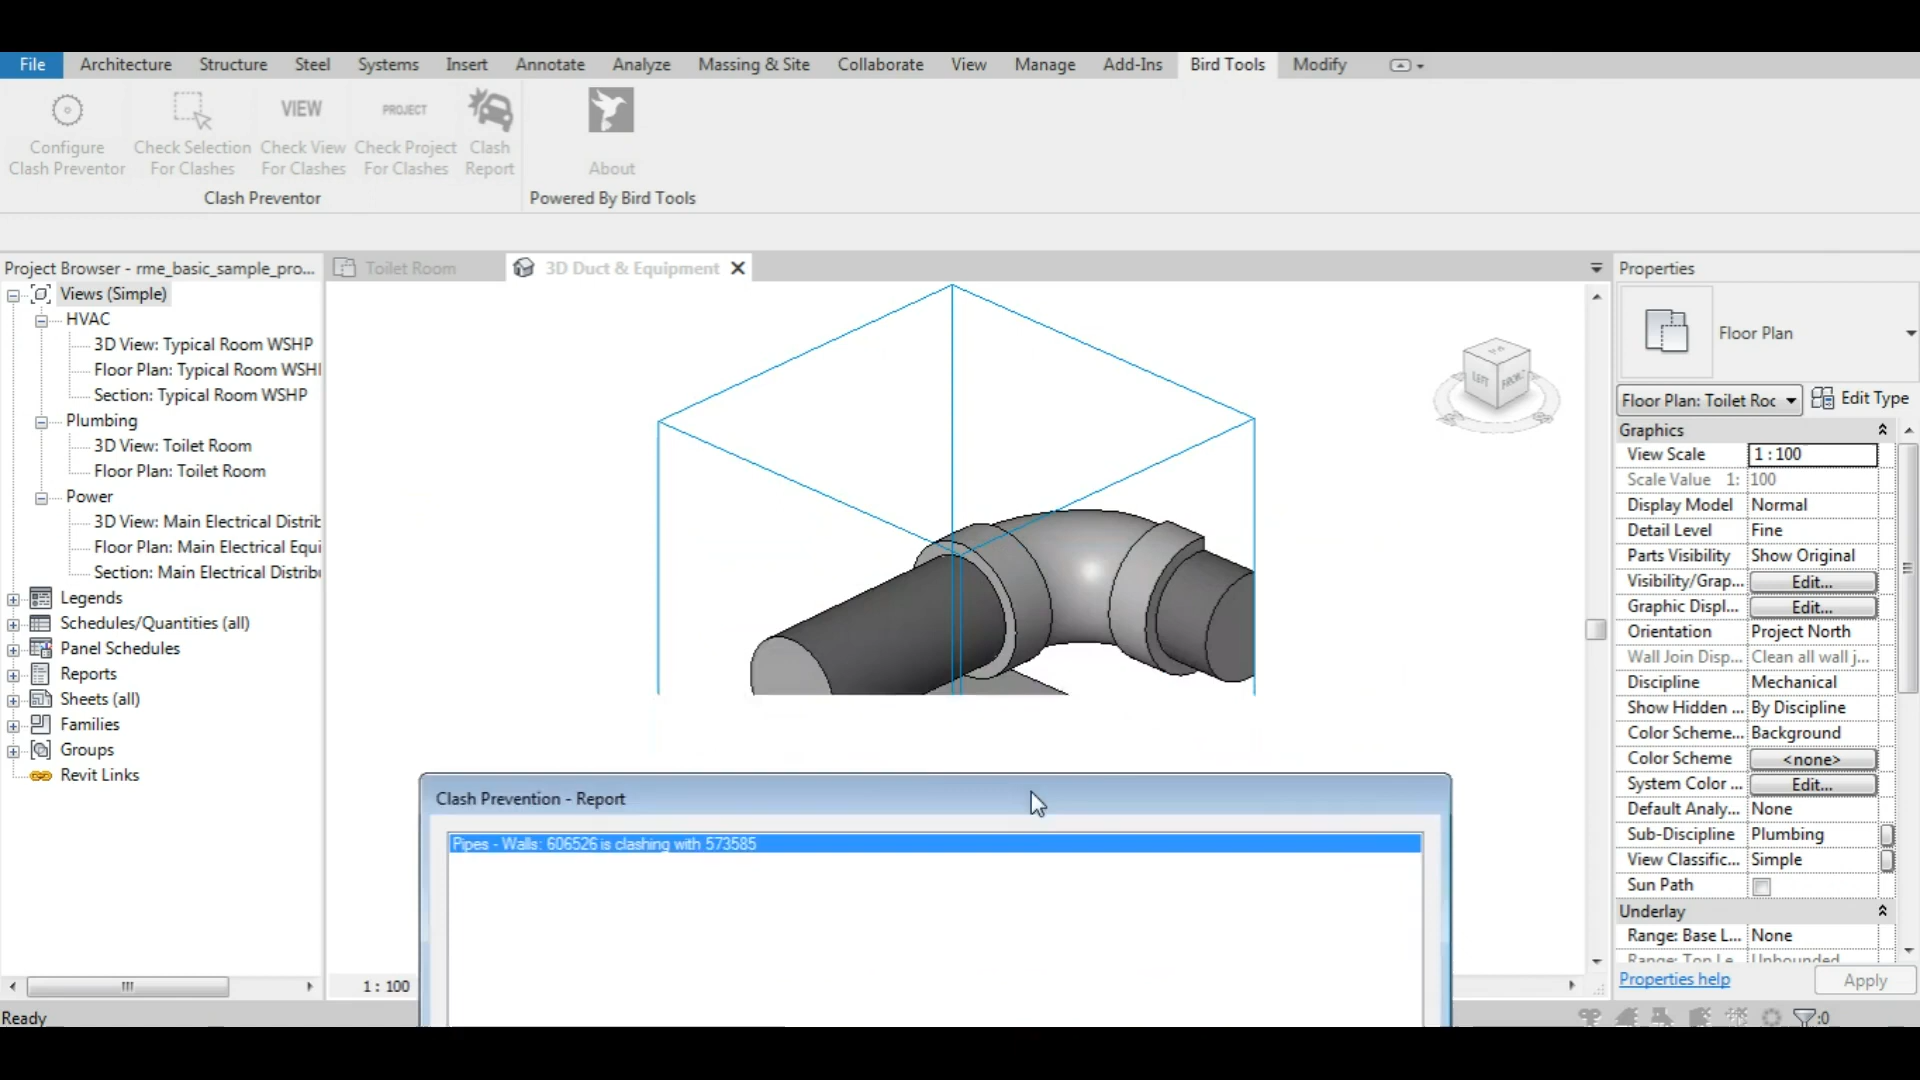 File Architecture Structure Steel Systems Insert Annotate Analyze Massing & Site Collaborate View Manage Add-Ins Bird Tools Modify
VIEW PROJECT
Configure Check Selection Check View Check Project Clash
Clash Preventor For Clashes For Clashes For Clashes Report About
Clash Preventor Powered By Bird Tools
Project Browser - rme_basic_sample_pro...
Views (Simple)
HVAC
3D View: Typical Room WSHP
Floor Plan: Typical Room WSHP
Section: Typical Room WSHP
Plumbing
3D View: Toilet Room
Floor Plan: Toilet Room
Power
3D View: Main Electrical Distrib
Floor Plan: Main Electrical Equi
Section: Main Electrical Distrib
Legends
Schedules/Quantities (all)
Panel Schedules
Reports
Sheets (all)
Families
Groups
Revit Links
Toilet Room 3D Duct & Equipment
LEFT FRONT
1 : 100
Clash Prevention - Report
Pipes - Walls: 606526 is clashing with 573585
Properties
Floor Plan
Floor Plan: Toilet Roc Edit Type
Graphics
View Scale 1 : 100
Scale Value 1: 100
Display Model Normal
Detail Level Fine
Parts Visibility Show Original
Visibility/Grap... Edit...
Graphic Displ... Edit...
Orientation Project North
Wall Join Disp... Clean all wall j...
Discipline Mechanical
Show Hidden ... By Discipline
Color Scheme... Background
Color Scheme <none>
System Color ... Edit...
Default Analy... None
Sub-Discipline Plumbing
View Classific... Simple
Sun Path
Underlay
Range: Base L... None
Properties help Apply
Ready
:0